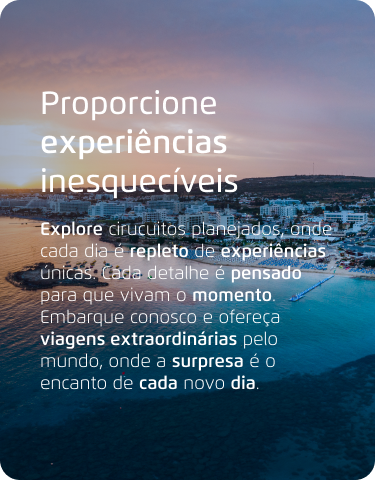 Proporcione
experiências
inesquecíveis
Explore cirucuitos planejados, onde
cada dia é repleto de experiências
únicas. Cada detalhe é pensado
para que vivam o momento.
Embarque conosco e ofereça
viagens extraordinárias pelo
mundo, onde a surpresa é o
encanto de cada novo dia.